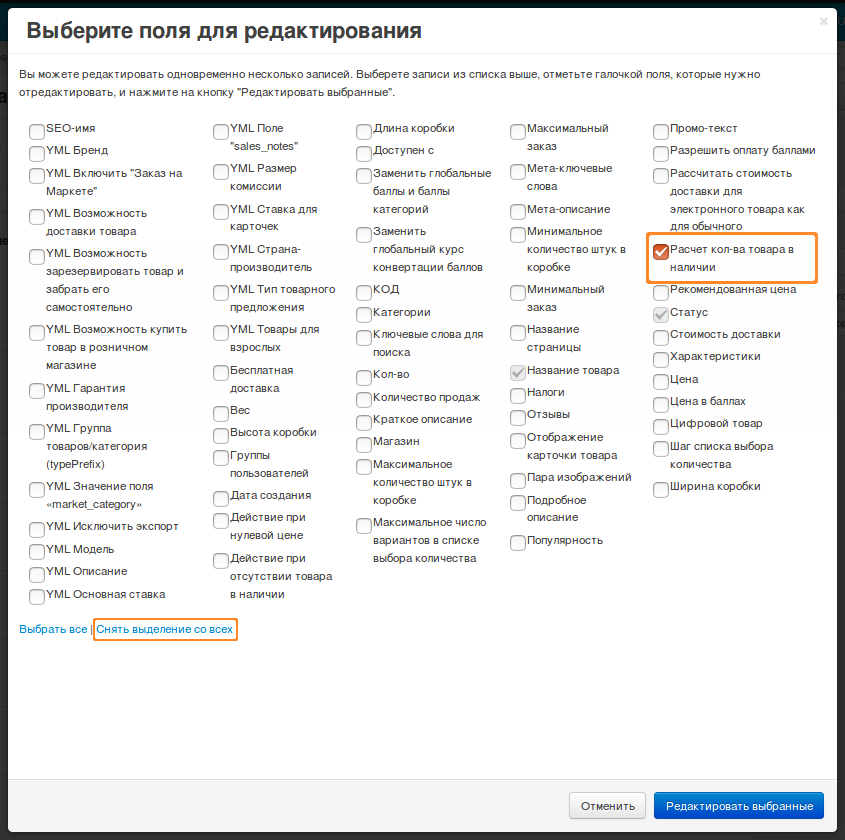 Выберите поля для редактирования
×
Вы можете редактировать одновременно несколько записей. Выберете записи из списка выше, отметьте галочкой поля, которые нужно
отредактировать, и нажмите на кнопку "Редактировать выбранные".
SEO-имя
YML Бренд
YML Включить "Заказ на
Маркете"
YML Возможность
доставки товара
YML Возможность
зарезервировать товар и
забрать его
самостоятельно
YML Возможность купить
товар в розничном
магазине
YML Гарантия
производителя
YML Группа
товаров/категория
(typePrefix)
YML Значение поля
«market_category»
YML Исключить экспорт
YML Модель
YML Описание
YML Основная ставка
YML Поле
"sales_notes"
YML Размер
комиссии
YML Ставка для
карточек
YML Страна-
производитель
YML Тип товарного
предложения
YML Товары для
взрослых
Бесплатная
доставка
Вес
Высота коробки
Группы
пользователей
Дата создания
Действие при
нулевой цене
Действие при
отсутствии товара
в наличии
Длина коробки
Доступен с
Заменить глобальные
баллы и баллы
категорий
Заменить
глобальный курс
конвертации баллов
КОД
Категории
Ключевые слова для
поиска
Кол-во
Количество продаж
Краткое описание
Магазин
Максимальное
количество штук в
коробке
Максимальное число
вариантов в списке
выбора количества
Максимальный
заказ
Мета-ключевые
слова
Мета-описание
Минимальное
количество штук в
коробке
Минимальный
заказ
Название
страницы
Название товара
Налоги
Отзывы
Отображение
карточки товара
Пара изображений
Подробное
описание
Популярность
Промо-текст
Разрешить оплату баллами
Рассчитать стоимость
доставки для
электронного товара как
для обычного
Расчет кол-ва товара в
наличии
Рекомендованная цена
Статус
Стоимость доставки
Характеристики
Цена
Цена в баллах
Цифровой товар
Шаг списка выбора
количества
Ширина коробки
Выбрать все | Снять выделение со всех
Отменить
Редактировать выбранные